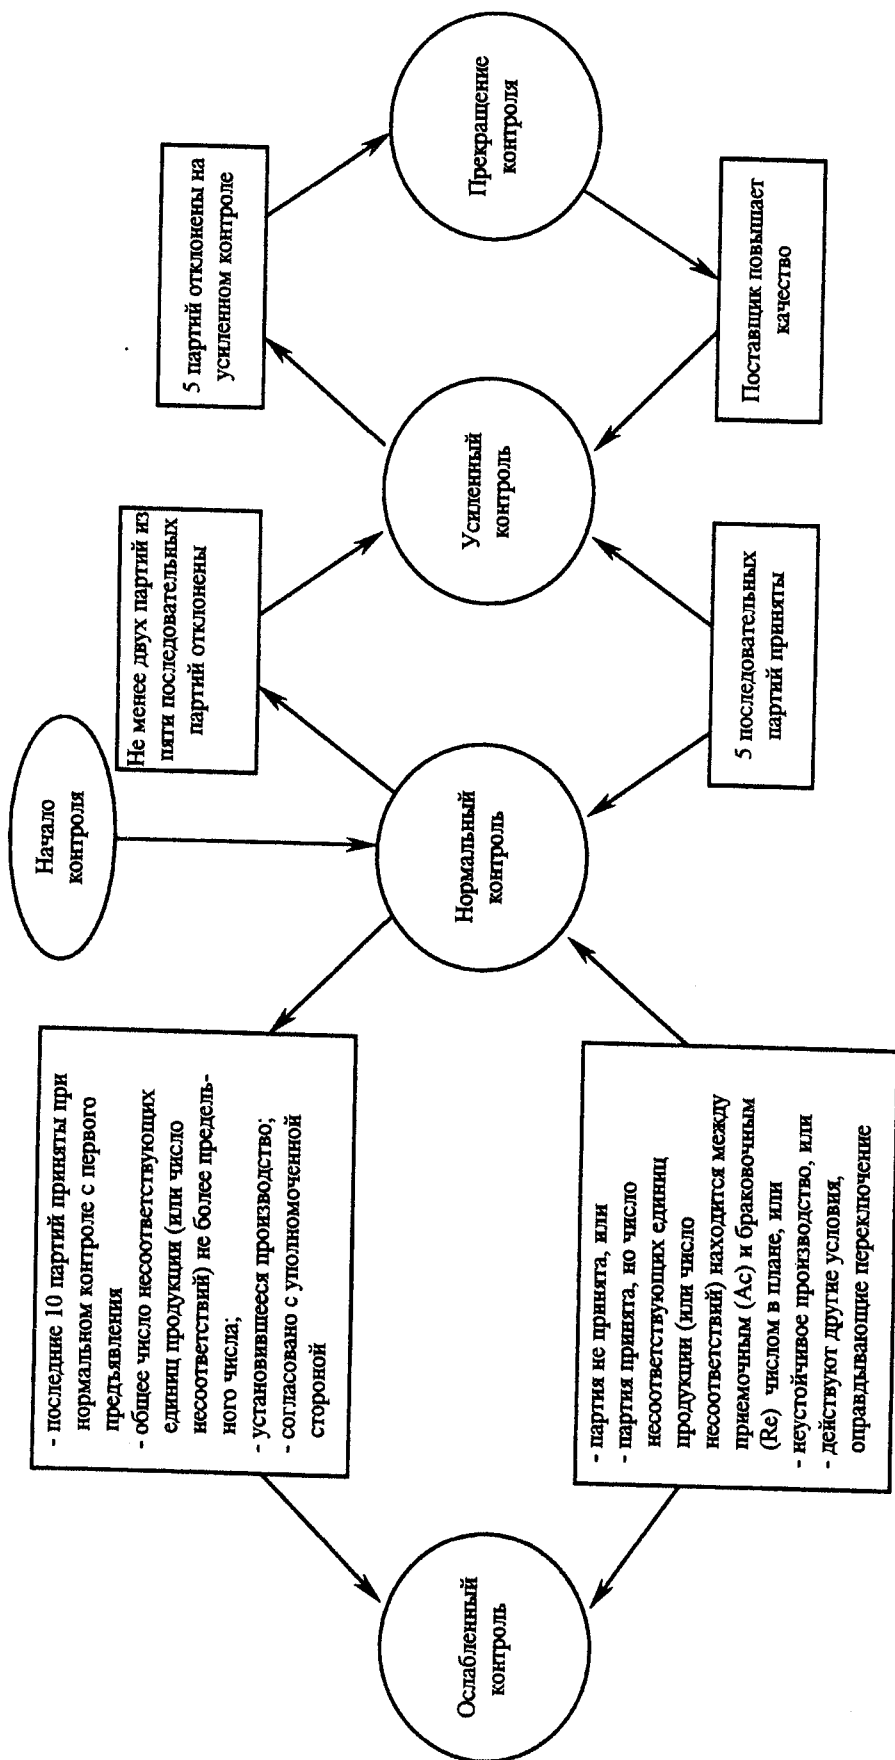 Начало
контроля
- последние 10 партий приняты при
нормальном контроле с первого
предъявления
- общее число несоответствующих
единиц продукции (или число
несоответствий) не более предель-
ного числа;
- установившееся производство;
- согласовано с уполномоченной
стороной
Не менее двух партий из
пяти последовательных
партий отклонены
5 партий отклонены на
усиленном контроле
Ослабленный
контроль
Нормальный
контроль
Усиленный
контроль
Прекращение
контроля
- партия не принята, или
- партия принята, но число
несоответствующих единиц
продукции (или число
несоответствий) находится между
приемочным (Ac) и браковочным
(Re) числом в плане, или
- неустойчивое производство, или
- действуют другие условия,
оправдывающие переключение
5 последовательных
партий приняты
Поставщик повышает
качество